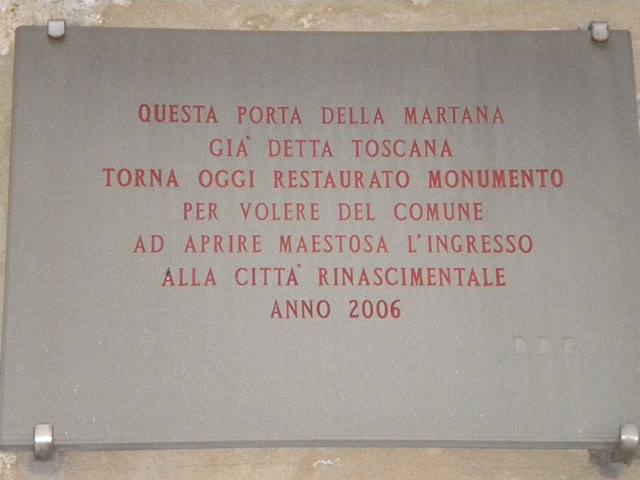 QUESTA PORTA DELLA MARTANA
GIA' DETTA TOSCANA
TORNA OGGI RESTAURATO MONUMENTO
PER VOLERE DEL COMUNE
AD APRIRE MAESTOSA L'INGRESSO
ALLA CITTA' RINASCIMENTALE
ANNO 2006